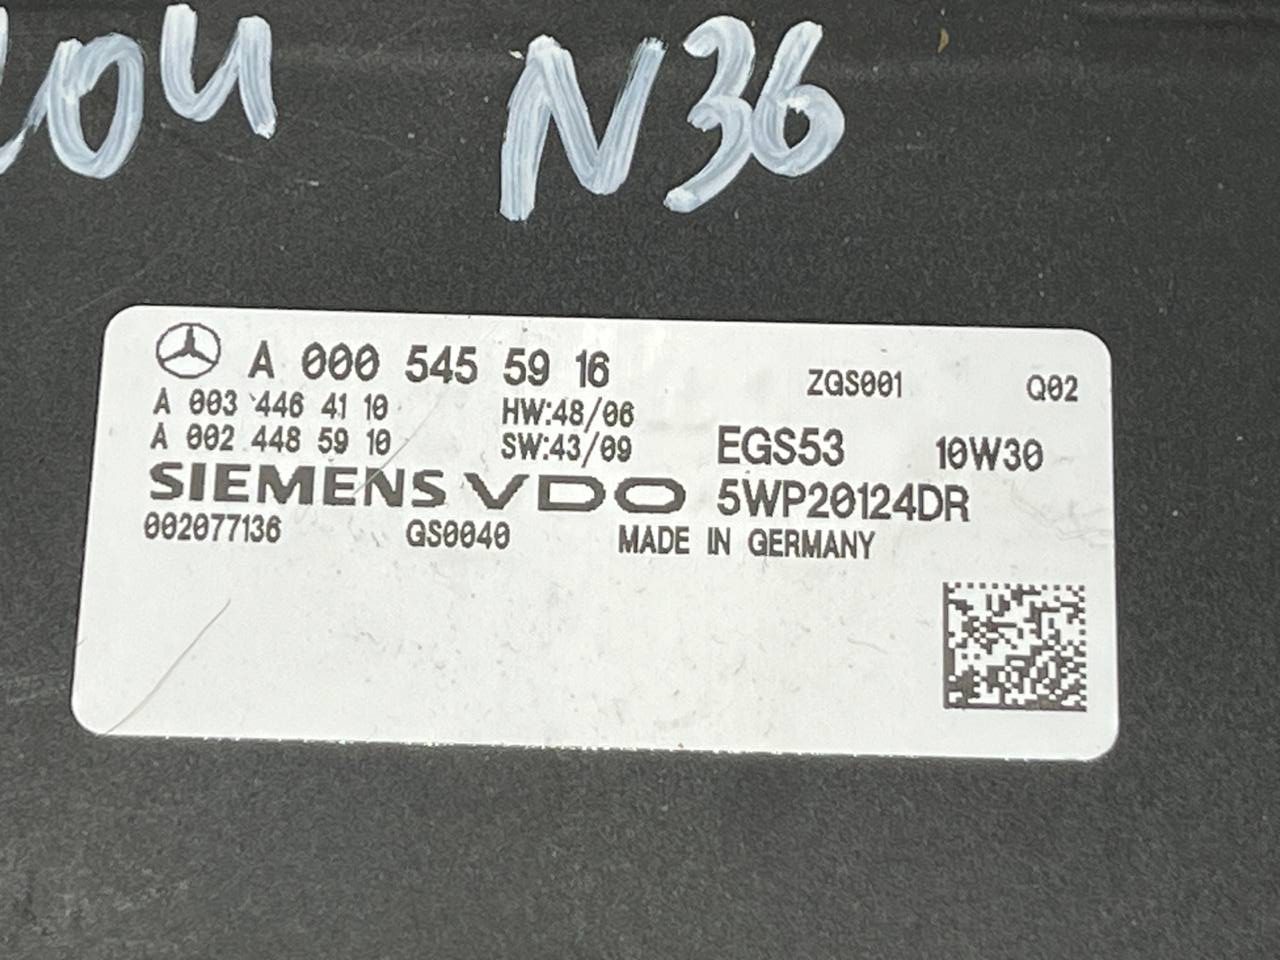 N36
A 000 545 59 16
ZGS001 Q02
A 003 446 41 10 HW:48/06
A 002 448 59 10 SW:43/09 EGS53 10W30
SIEMENS VDO 5WP20124DR
002077136 GS0040 MADE IN GERMANY